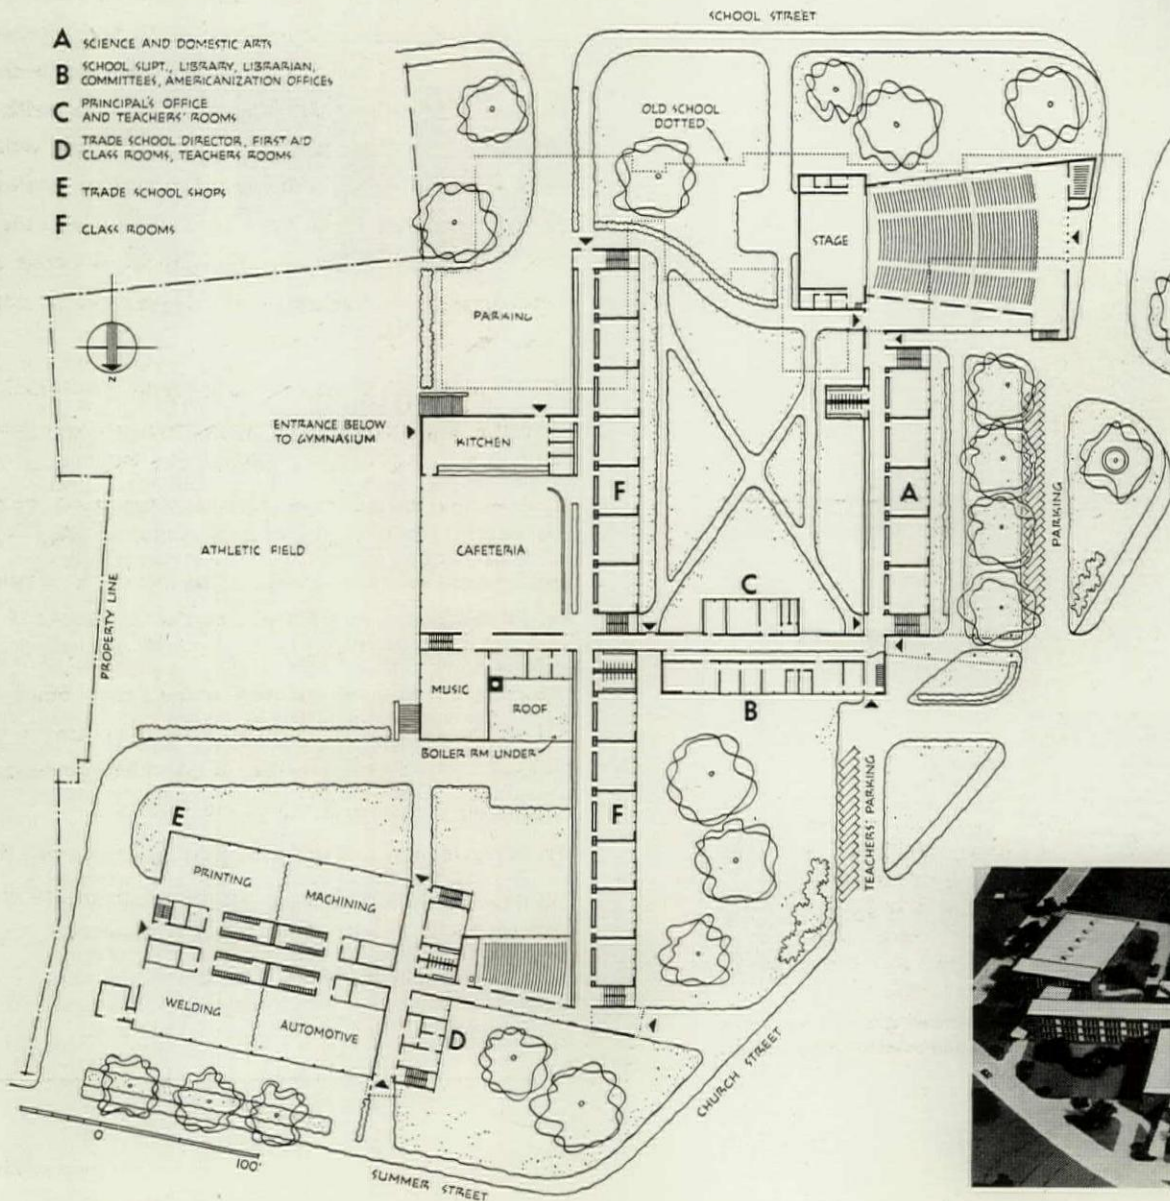 SCHOOL STREET
A SCIENCE AND DOMESTIC ARTS
B SCHOOL SUPT., LIBRARY, LIBRARIAN,
COMMITTEES, AMERICANIZATION OFFICES
C PRINCIPAL'S OFFICE
AND TEACHERS' ROOMS
D TRADE SCHOOL DIRECTOR, FIRST AID
CLASS ROOMS, TEACHERS ROOMS
E TRADE SCHOOL SHOPS
F CLASS ROOMS
OLD SCHOOL
DOTTED
STAGE
PARKING
N
ENTRANCE BELOW
TO GYMNASIUM
KITCHEN
F
A
PARKING
ATHLETIC FIELD
CAFETERIA
PROPERTY LINE
C
MUSIC
ROOF
B
BOILER RM UNDER
TEACHERS' PARKING
E
F
PRINTING
MACHINING
WELDING
AUTOMOTIVE
D
CHURCH STREET
0
100'
SUMMER STREET